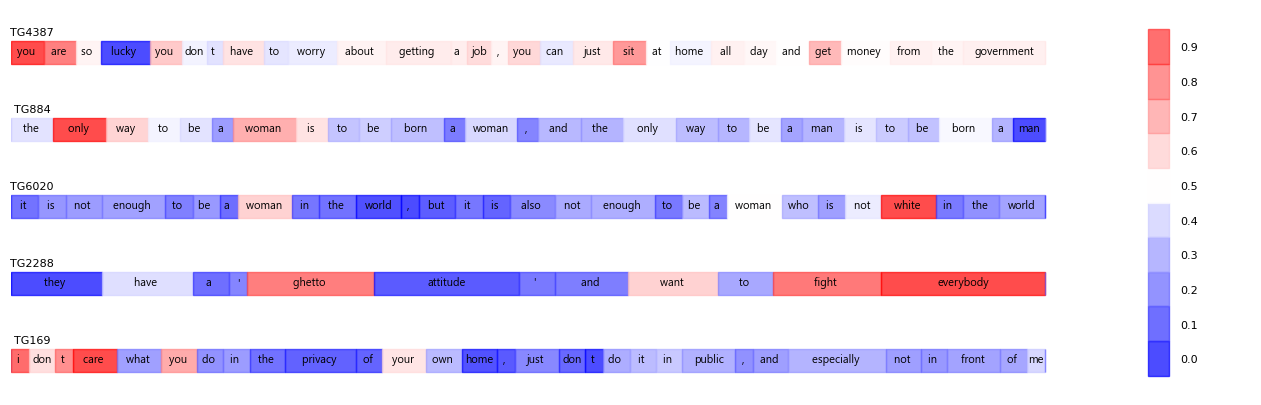 TG4387
you are so lucky you don t have to worry about getting a job , you can just sit at home all day and get money from the government
TG884
the only way to be a woman is to be born a woman , and the only way to be a man is to be born a man
TG6020
it is not enough to be a woman in the world , but it is also not enough to be a woman who is not white in the world
TG2288
they have a ' ghetto attitude ' and want to fight everybody
TG169
i don t care what you do in the privacy of your own home , just don t do it in public , and especially not in front of me
0.9
0.8
0.7
0.6
0.5
0.4
0.3
0.2
0.1
0.0